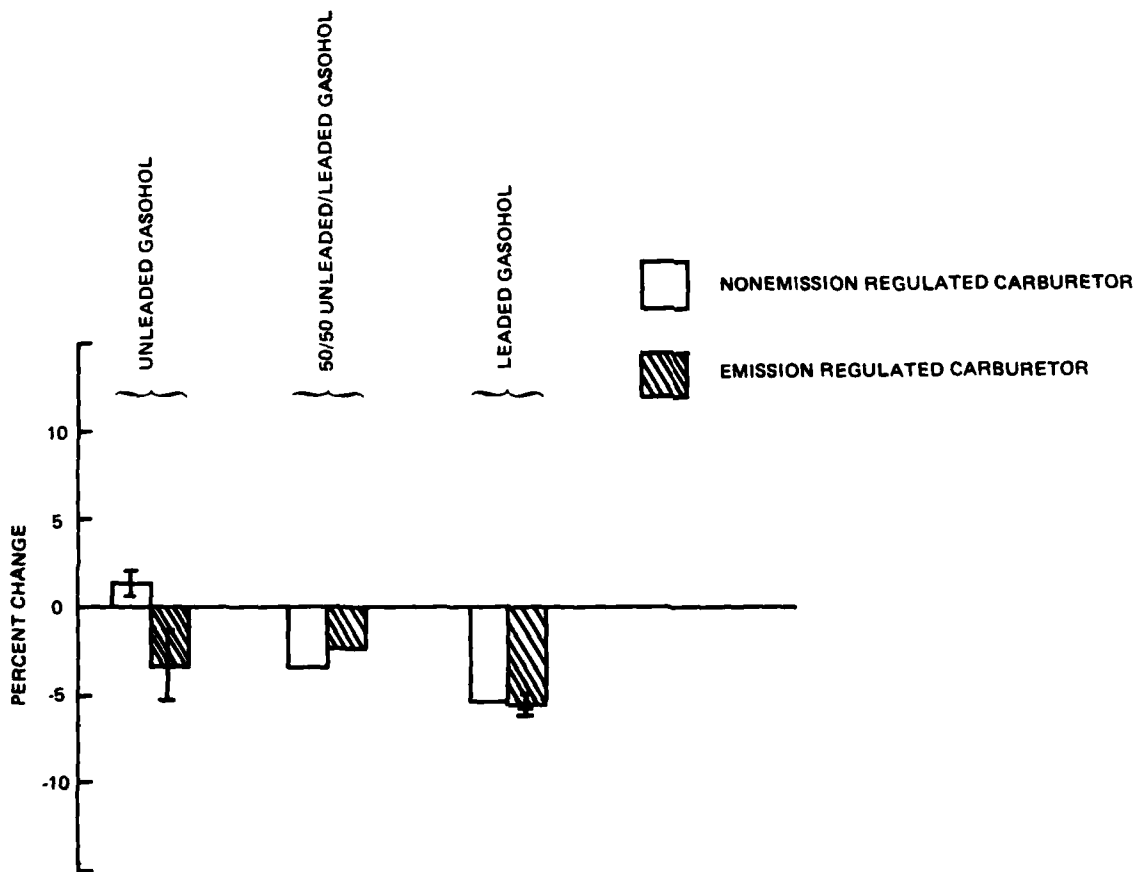 UNLEADED GASOHOL
50/50 UNLEADED/LEADED GASOHOL
LEADED GASOHOL
NONEMISSION REGULATED CARBURETOR
EMISSION REGULATED CARBURETOR
PERCENT CHANGE
10
5
0
-5
-10